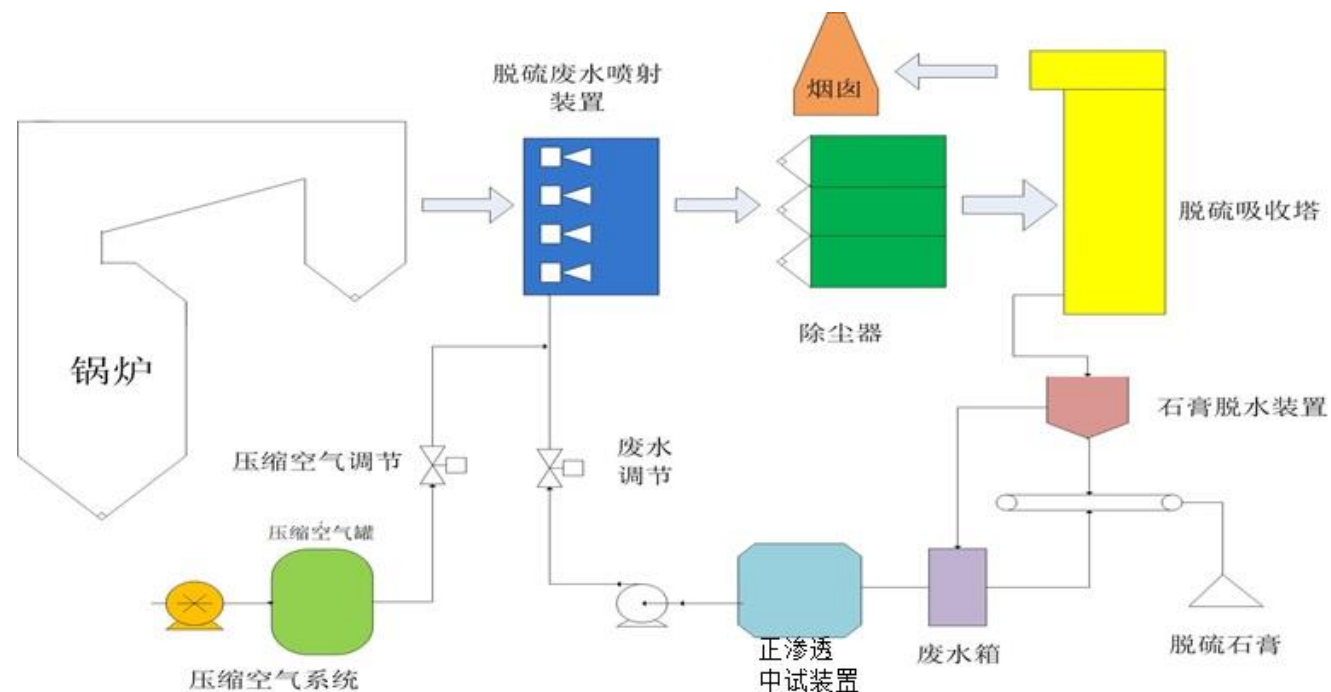 脱硫废水喷射
装置
烟囱
脱硫吸收塔
除尘器
锅炉
石膏脱水装置
压缩空气调节
废水
调节
压缩空气罐
压缩空气系统
正渗透
中试装置
废水箱
脱硫石膏